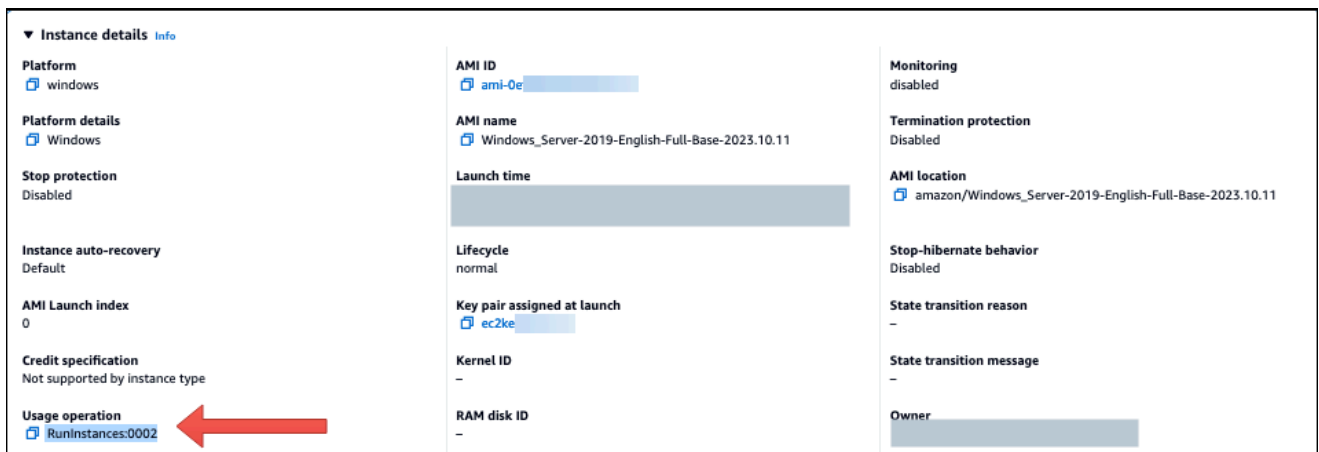 ▼ Instance details Info
Platform
windows
Platform details
Windows
Stop protection
Disabled
Instance auto-recovery
Default
AMI Launch index
0
Credit specification
Not supported by instance type
Usage operation
RunInstances:0002
AMI ID
ami-0e
AMI name
Windows_Server-2019-English-Full-Base-2023.10.11
Launch time
Lifecycle
normal
Key pair assigned at launch
ec2ke
Kernel ID
–
RAM disk ID
–
Monitoring
disabled
Termination protection
Disabled
AMI location
amazon/Windows_Server-2019-English-Full-Base-2023.10.11
Stop-hibernate behavior
Disabled
State transition reason
–
State transition message
–
Owner